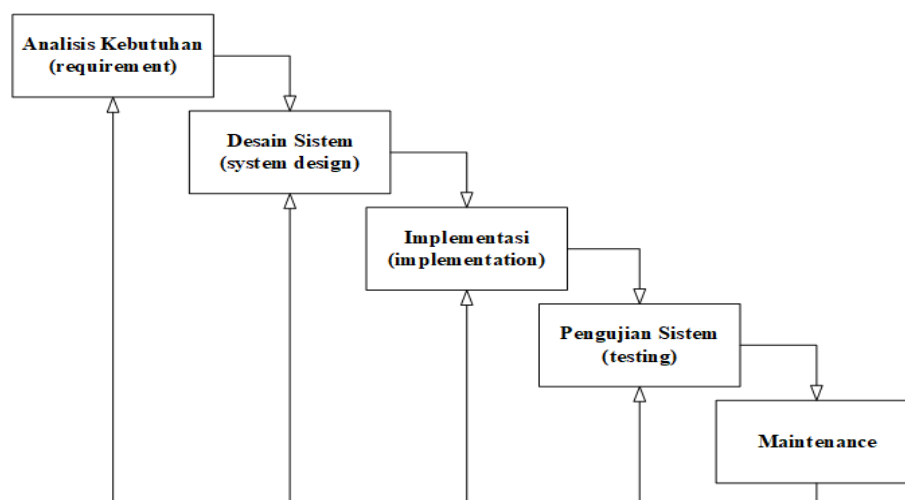 Analisis Kebutuhan
(requirement)
Desain Sistem
(system design)
Implementasi
(implementation)
Pengujian Sistem
(testing)
Maintenance